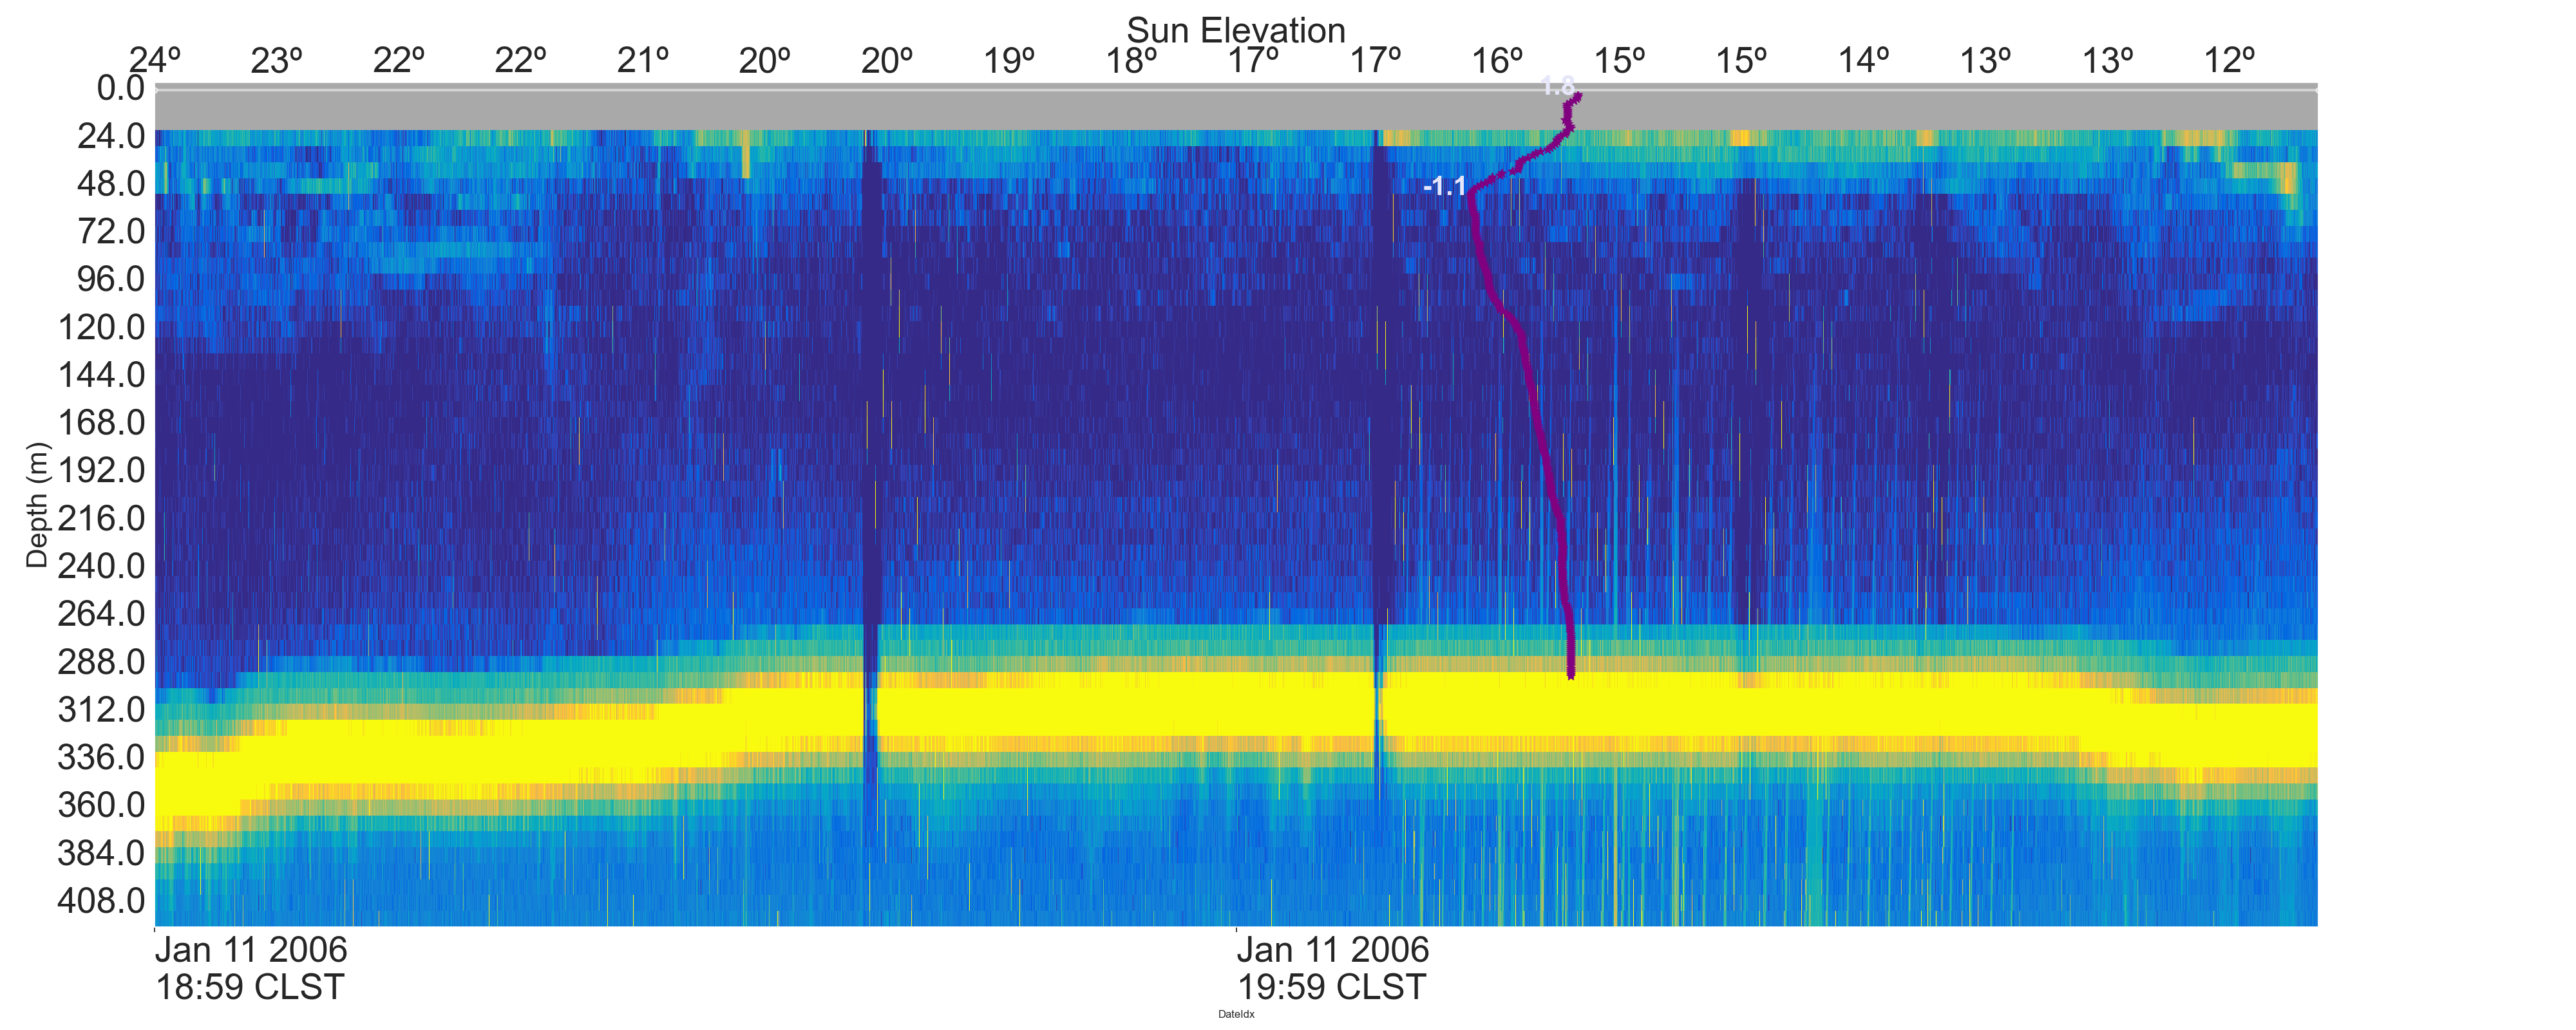 Sun Elevation
24º 23º 22º 22º 21º 20º 20º 19º 18º 17º 17º 16º 15º 15º 14º 13º 13º 12º
0.0
24.0
48.0
72.0
96.0
120.0
144.0
168.0
192.0
216.0
240.0
264.0
288.0
312.0
336.0
360.0
384.0
408.0
Depth (m)
1.8
-1.1
Jan 11 2006
18:59 CLST
Jan 11 2006
19:59 CLST
DateIdx